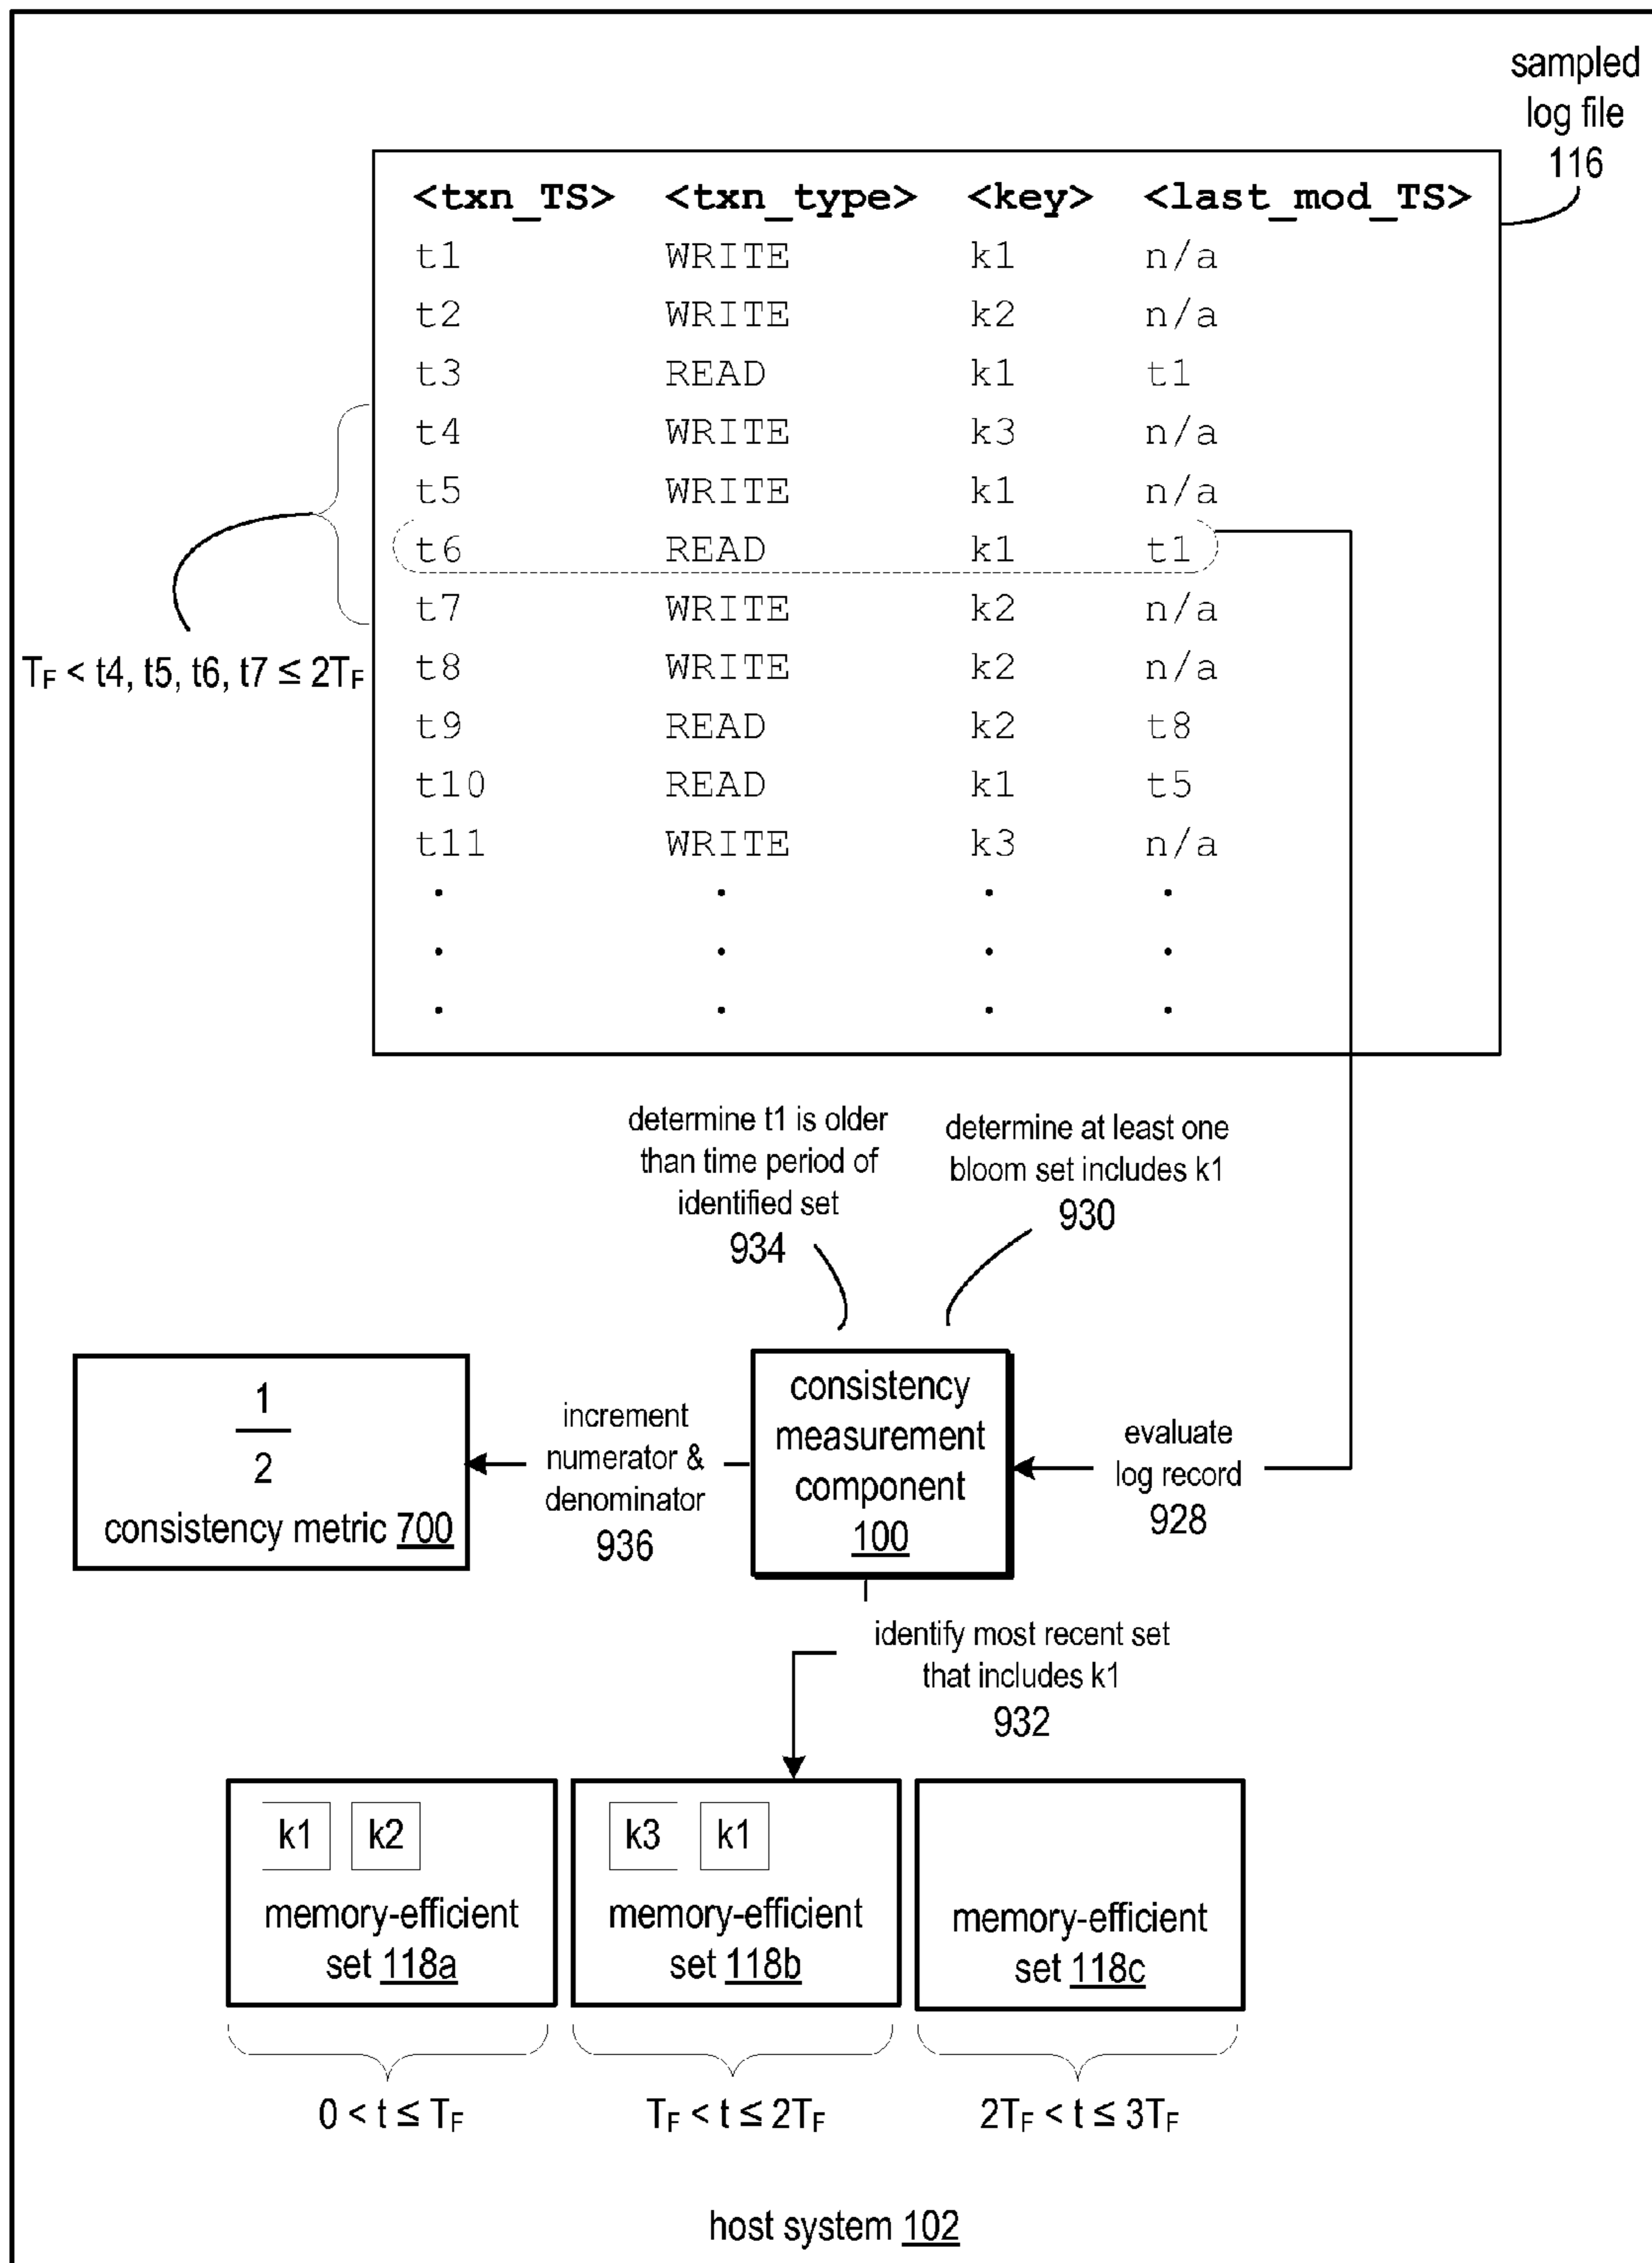 sampled
log file
116
<txn_TS> <txn_type> <key> <last_mod_TS>
t1 WRITE k1 n/a
t2 WRITE k2 n/a
t3 READ k1 t1
t4 WRITE k3 n/a
t5 WRITE k1 n/a
t6 READ k1 t1
t7 WRITE k2 n/a
t8 WRITE k2 n/a
t9 READ k2 t8
t10 READ k1 t5
t11 WRITE k3 n/a
. . . .
. . . .
. . . .
TF < t4, t5, t6, t7 ≤ 2TF
determine t1 is older
than time period of
identified set
934
determine at least one
bloom set includes k1
930
1
2
consistency metric 700
increment
numerator &
denominator
936
consistency
measurement
component
100
evaluate
log record
928
identify most recent set
that includes k1
932
k1 k2
memory-efficient
set 118a
k3 k1
memory-efficient
set 118b
memory-efficient
set 118c
0 < t ≤ TF
TF < t ≤ 2TF
2TF < t ≤ 3TF
host system 102